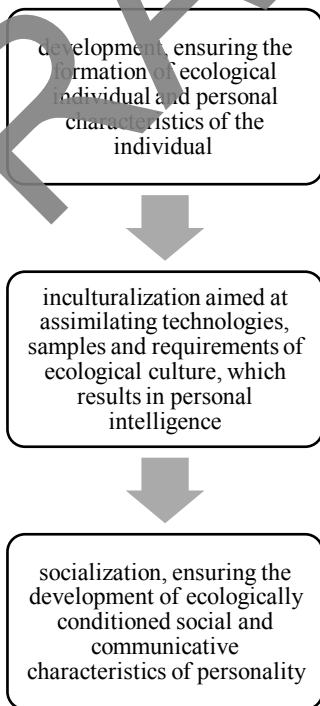 development, ensuring the
formation of ecological
individual and personal
characteristics of the
individual
inculturalization aimed at
assimilating technologies,
samples and requirements of
ecological culture, which
results in personal
intelligence
socialization, ensuring the
development of ecologically
conditioned social and
communicative
characteristics of personality